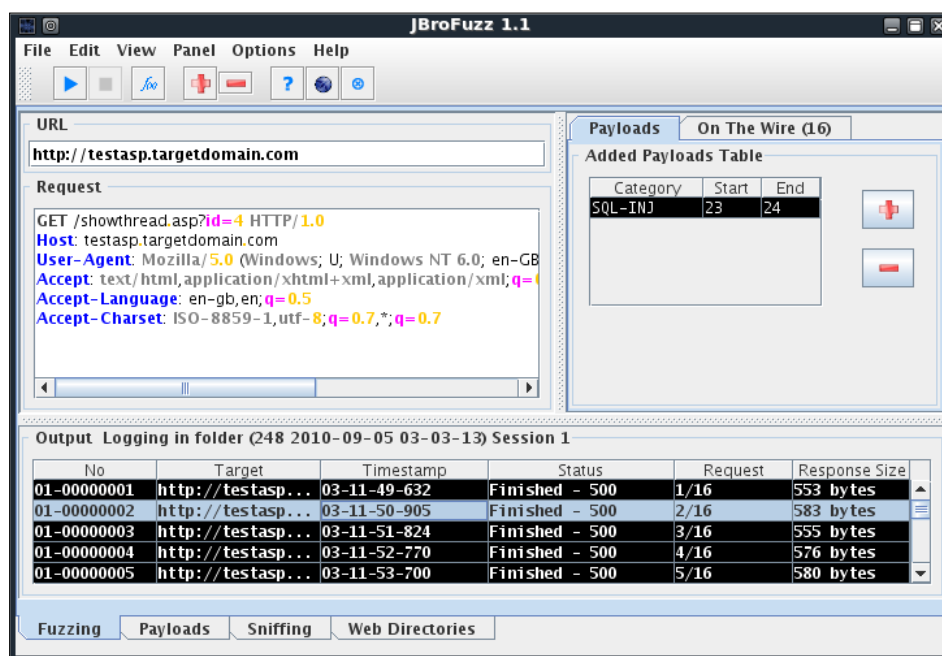 JBroFuzz 1.1
File Edit View Panel Options Help
f(x) ?
URL
http://testasp.targetdomain.com
Request
GET /showthread.asp?id=4 HTTP/1.0
Host: testasp.targetdomain.com
User-Agent: Mozilla/5.0 (Windows; U; Windows NT 6.0; en-GB
Accept: text/html,application/xhtml+xml,application/xml;q=
Accept-Language: en-gb,en;q=0.5
Accept-Charset: ISO-8859-1,utf-8;q=0.7,*;q=0.7
Payloads On The Wire (16)
Added Payloads Table
Category Start End
SQL-INJ 23 24
Output Logging in folder (248 2010-09-05 03-03-13) Session 1
No Target Timestamp Status Request Response Size
01-00000001 http://testasp... 03-11-49-632 Finished - 500 1/16 553 bytes
01-00000002 http://testasp... 03-11-50-905 Finished - 500 2/16 583 bytes
01-00000003 http://testasp... 03-11-51-824 Finished - 500 3/16 555 bytes
01-00000004 http://testasp... 03-11-52-770 Finished - 500 4/16 576 bytes
01-00000005 http://testasp... 03-11-53-700 Finished - 500 5/16 580 bytes
Fuzzing Payloads Sniffing Web Directories